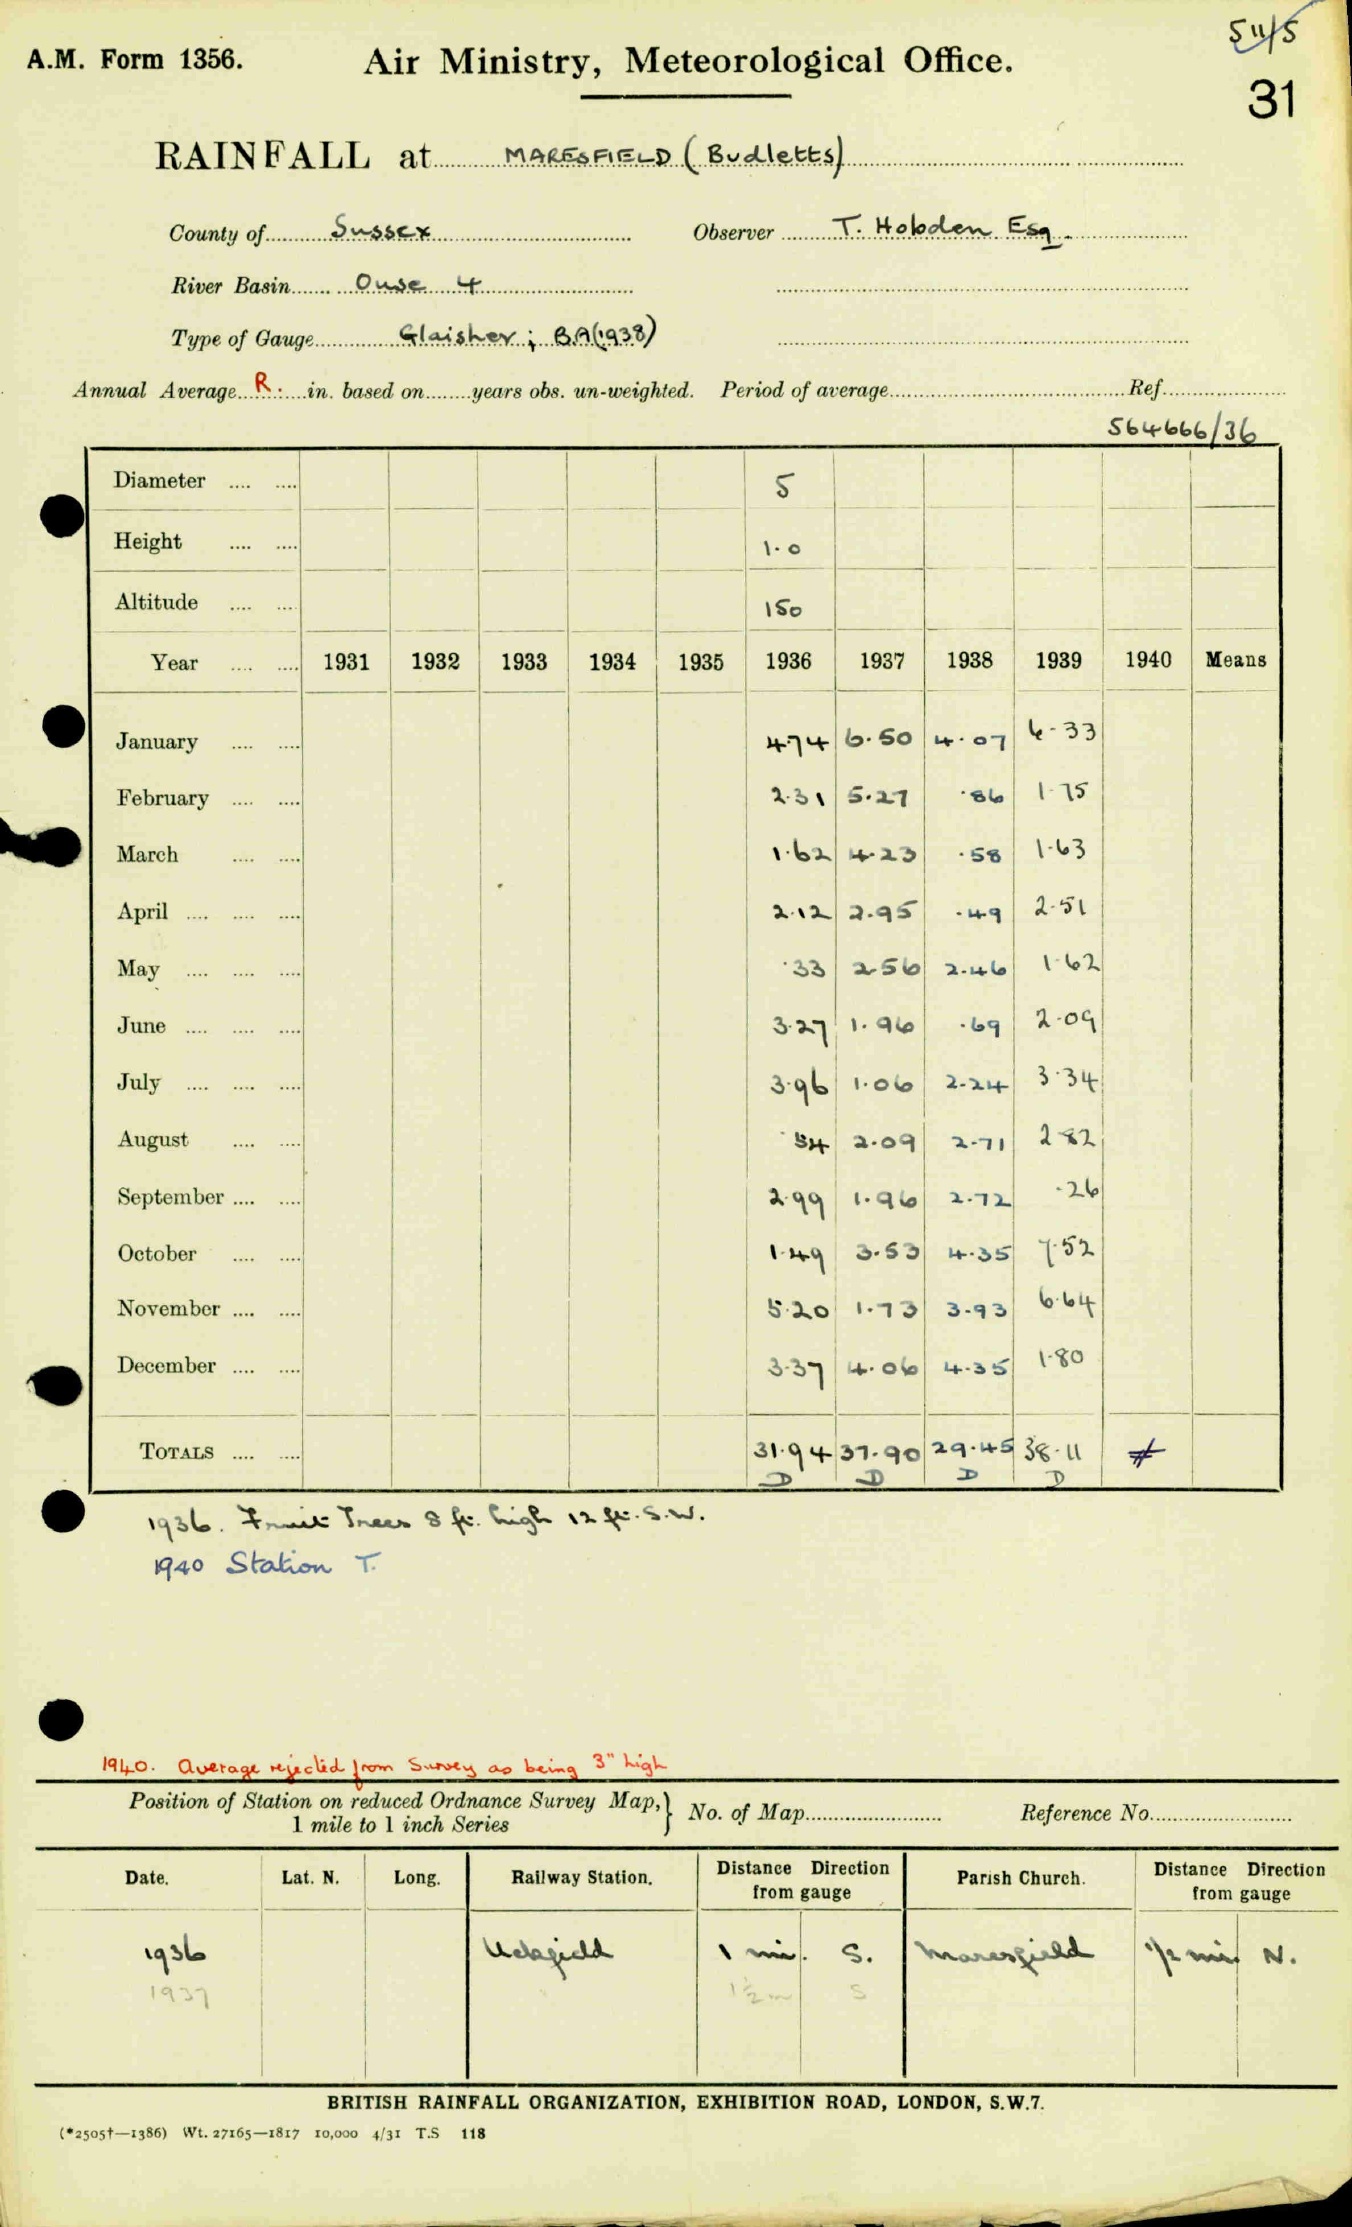 5 11/5
A.M. Form 1356. Air Ministry, Meteorological Office.
31
RAINFALL at MARESFIELD (Budletts)
County of Sussex Observer T. Hobden Esq.
River Basin Ouse 4
Type of Gauge Glaisher; B.A (1938)
Annual Average R. in. based on years obs. un-weighted. Period of average Ref.
564666/36
Diameter 5
Height 1.0
Altitude 150
Year 1931 1932 1933 1934 1935 1936 1937 1938 1939 1940 Means
January 4.74 6.50 4.07 6.33
February 2.31 5.27 .86 1.75
March 1.62 4.23 .58 1.63
April 2.12 2.95 .49 2.51
May .33 2.56 2.46 1.62
June 3.27 1.96 .69 2.09
July 3.96 1.06 2.24 3.34
August .54 2.09 2.71 2.82
September 2.99 1.96 2.72 .26
October 1.49 3.53 4.35 7.52
November 5.20 1.73 3.93 6.64
December 3.37 4.06 4.35 1.80
TOTALS 31.94 37.90 29.45 38.11 #
D D D D
1936. Fruit Trees 8 ft. high 12 ft. S.W.
1940 Station T.
1940. Average rejected from Survey as being 3" high
Position of Station on reduced Ordnance Survey Map, 1 mile to 1 inch Series } No. of Map Reference No.
Date. Lat. N. Long. Railway Station. Distance Direction from gauge Parish Church. Distance Direction from gauge
1936 Uckfield 1 mi. S. Maresfield 1/2 mi. N.
1937 1½ m S
BRITISH RAINFALL ORGANIZATION, EXHIBITION ROAD, LONDON, S.W.7.
(*2505†—1386) Wt. 27165—1817 10,000 4/31 T.S 118